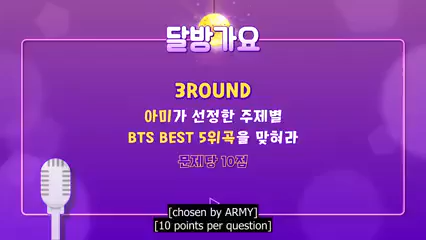 달방가요
3ROUND
아미가 선정한 주제별
BTS BEST 5위곡을 맞혀라
문제당 10점
[chosen by ARMY]
[10 points per question]